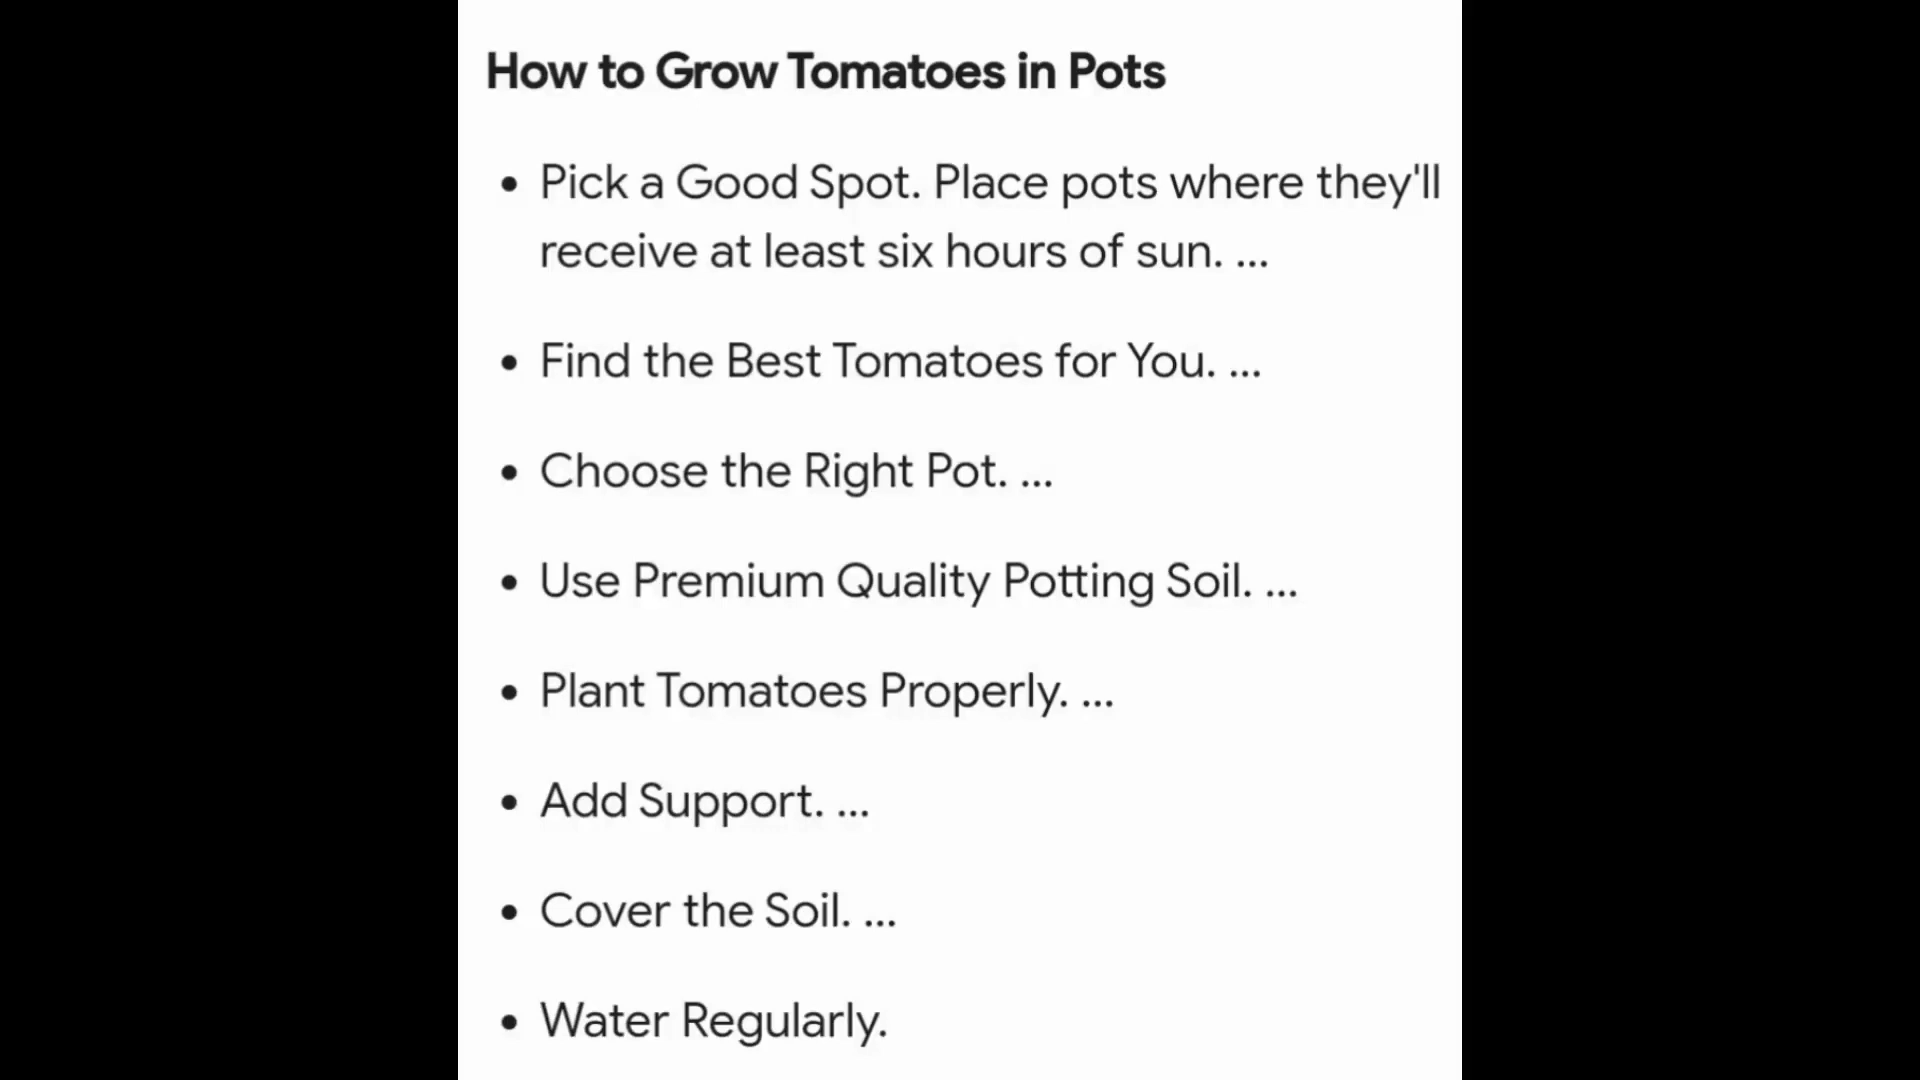 How to Grow Tomatoes in Pots
• Pick a Good Spot. Place pots where they'll
receive at least six hours of sun. ...
• Find the Best Tomatoes for You. ...
• Choose the Right Pot. ...
• Use Premium Quality Potting Soil. ...
• Plant Tomatoes Properly. ...
• Add Support. ...
• Cover the Soil. ...
• Water Regularly.